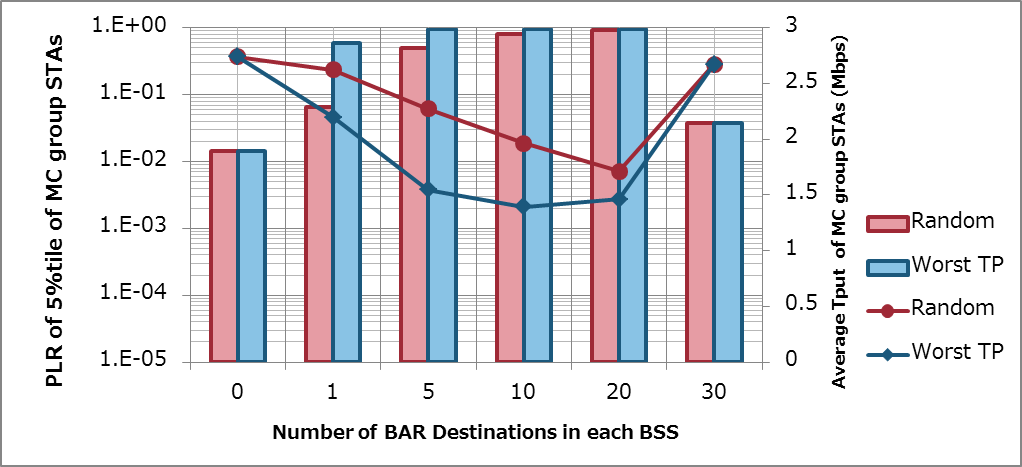 PLR of 5%tile of MC group STAs
1.E+00
1.E-01
1.E-02
1.E-03
1.E-04
1.E-05
0
1
5
10
20
30
Number of BAR Destinations in each BSS
3
2.5
2
1.5
1
0.5
0
Average Tput of MC group STAs (Mbps)
Random
Worst TP
Random
Worst TP